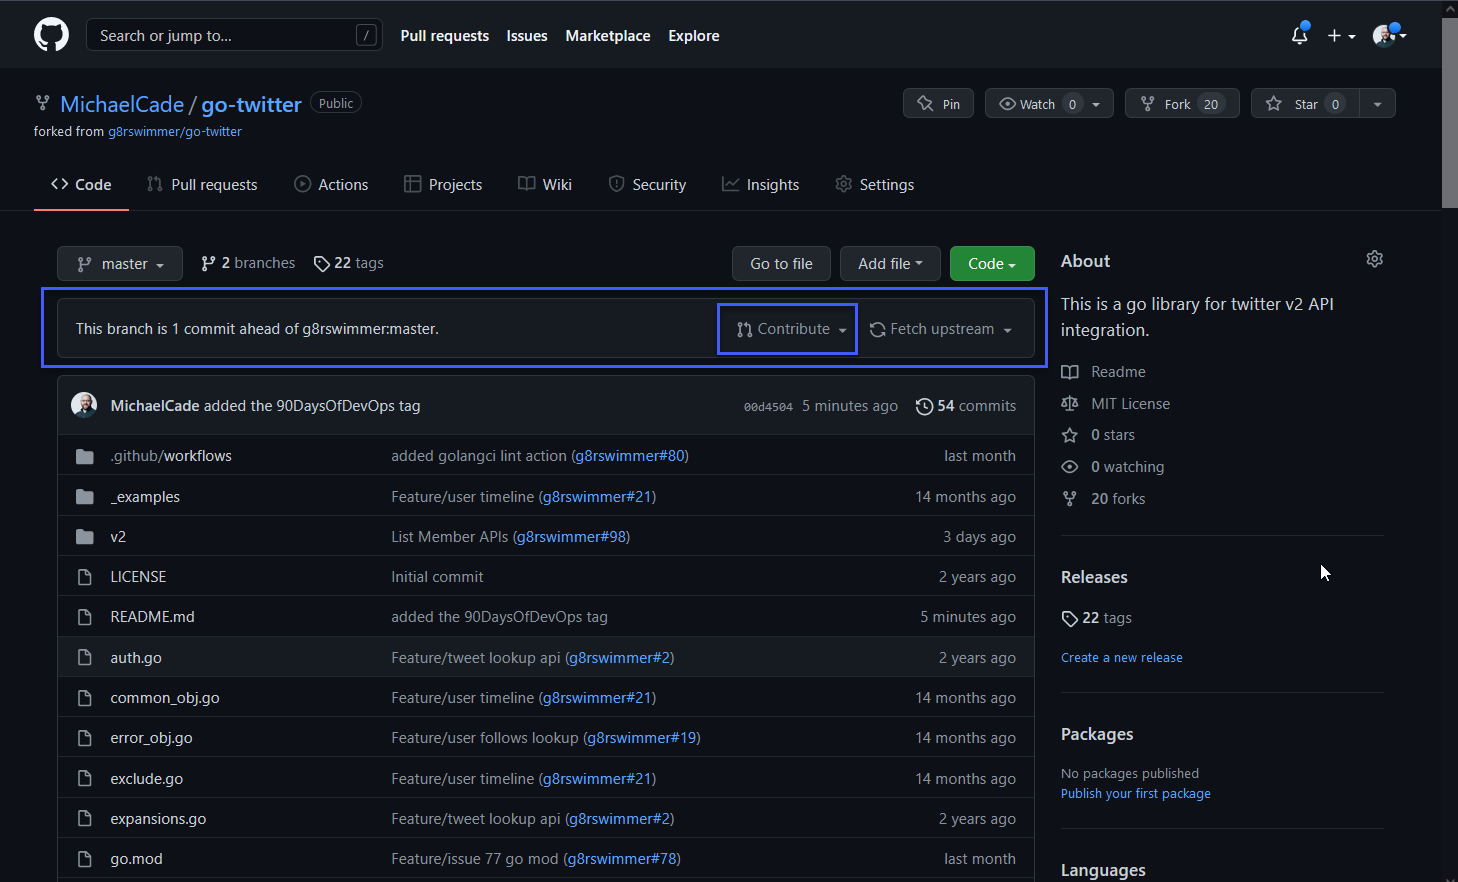 Search or jump to... /
Pull requests Issues Marketplace Explore
MichaelCade / go-twitter Public
forked from g8rswimmer/go-twitter
Pin
Watch 0
Fork 20
Star 0
Code
Pull requests
Actions
Projects
Wiki
Security
Insights
Settings
master
2 branches
22 tags
Go to file
Add file
Code
This branch is 1 commit ahead of g8rswimmer:master.
Contribute
Fetch upstream
MichaelCade added the 90DaysOfDevOps tag 00d4504 5 minutes ago 54 commits
.github/workflows added golangci lint action (g8rswimmer#80) last month
_examples Feature/user timeline (g8rswimmer#21) 14 months ago
v2 List Member APIs (g8rswimmer#98) 3 days ago
LICENSE Initial commit 2 years ago
README.md added the 90DaysOfDevOps tag 5 minutes ago
auth.go Feature/tweet lookup api (g8rswimmer#2) 2 years ago
common_obj.go Feature/user timeline (g8rswimmer#21) 14 months ago
error_obj.go Feature/user follows lookup (g8rswimmer#19) 14 months ago
exclude.go Feature/user timeline (g8rswimmer#21) 14 months ago
expansions.go Feature/tweet lookup api (g8rswimmer#2) 2 years ago
go.mod Feature/issue 77 go mod (g8rswimmer#78) last month
About
This is a go library for twitter v2 API
integration.
Readme
MIT License
0 stars
0 watching
20 forks
Releases
22 tags
Create a new release
Packages
No packages published
Publish your first package
Languages